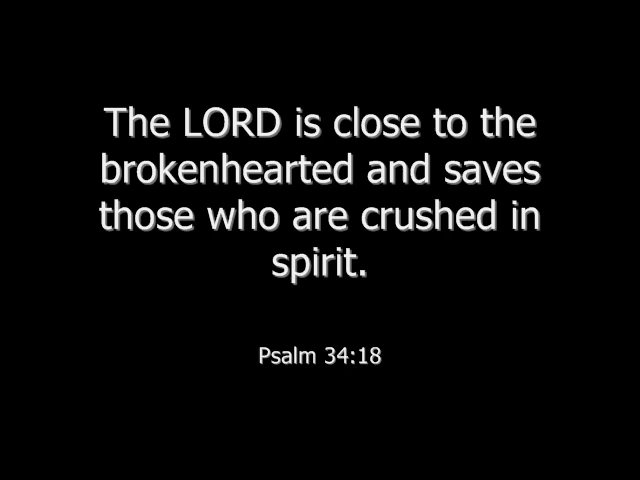 The LORD is close to the
brokenhearted and saves
those who are crushed in
spirit.
Psalm 34:18